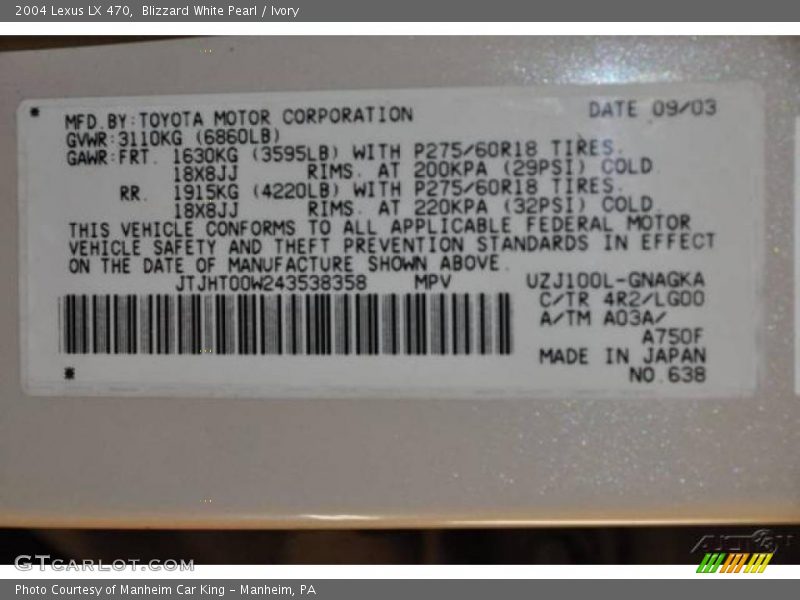 2004 Lexus LX 470, Blizzard White Pearl / Ivory
MFD.BY:TOYOTA MOTOR CORPORATION DATE 09/03
GVWR:3110KG (6860LB)
GAWR:FRT. 1630KG (3595LB) WITH P275/60R18 TIRES.
18X8JJ RIMS. AT 200KPA (29PSI) COLD
RR. 1915KG (4220LB) WITH P275/60R18 TIRES.
18X8JJ RIMS. AT 220KPA (32PSI) COLD.
THIS VEHICLE CONFORMS TO ALL APPLICABLE FEDERAL MOTOR
VEHICLE SAFETY AND THEFT PREVENTION STANDARDS IN EFFECT
ON THE DATE OF MANUFACTURE SHOWN ABOVE.
JTJHT00W243538358 MPV UZJ100L-GNAGKA
C/TR 4R2/LG00
A/TM A03A/
A750F
MADE IN JAPAN
NO.638
GTCARLOT.COM
AUCTION
Photo Courtesy of Manheim Car King - Manheim, PA